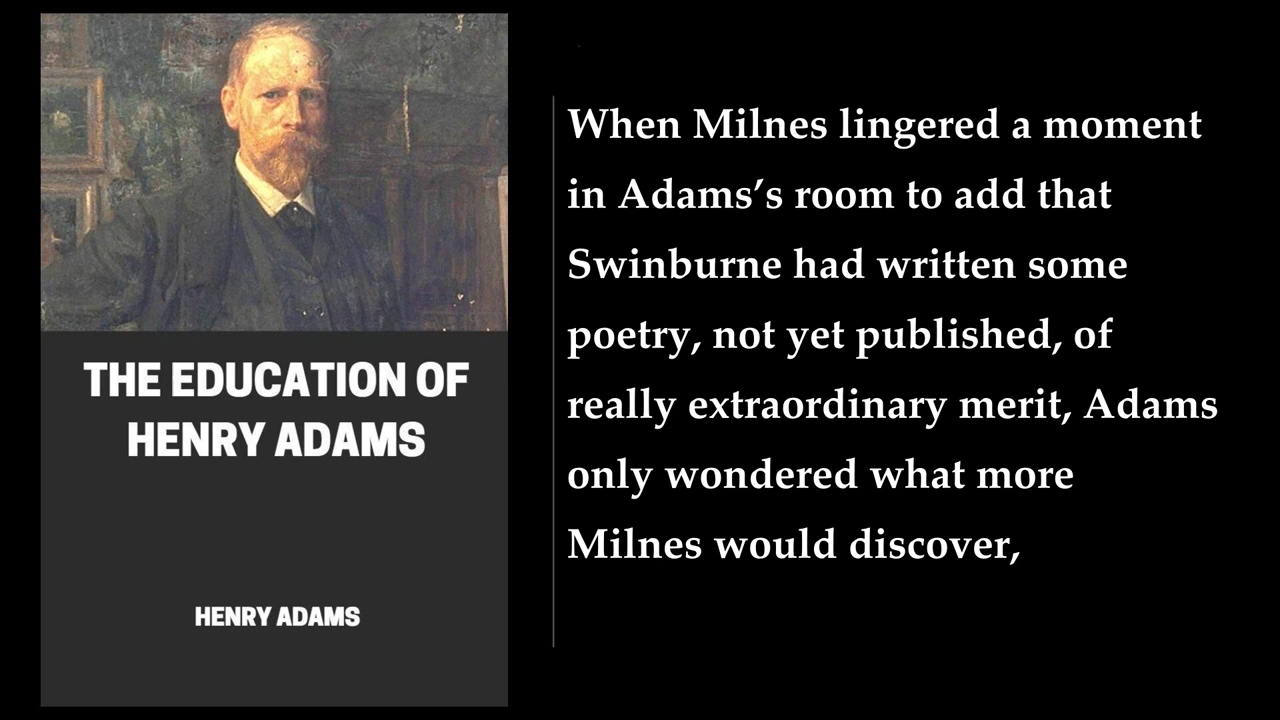 THE EDUCATION OF
HENRY ADAMS
HENRY ADAMS
When Milnes lingered a moment
in Adams’s room to add that
Swinburne had written some
poetry, not yet published, of
really extraordinary merit, Adams
only wondered what more
Milnes would discover,